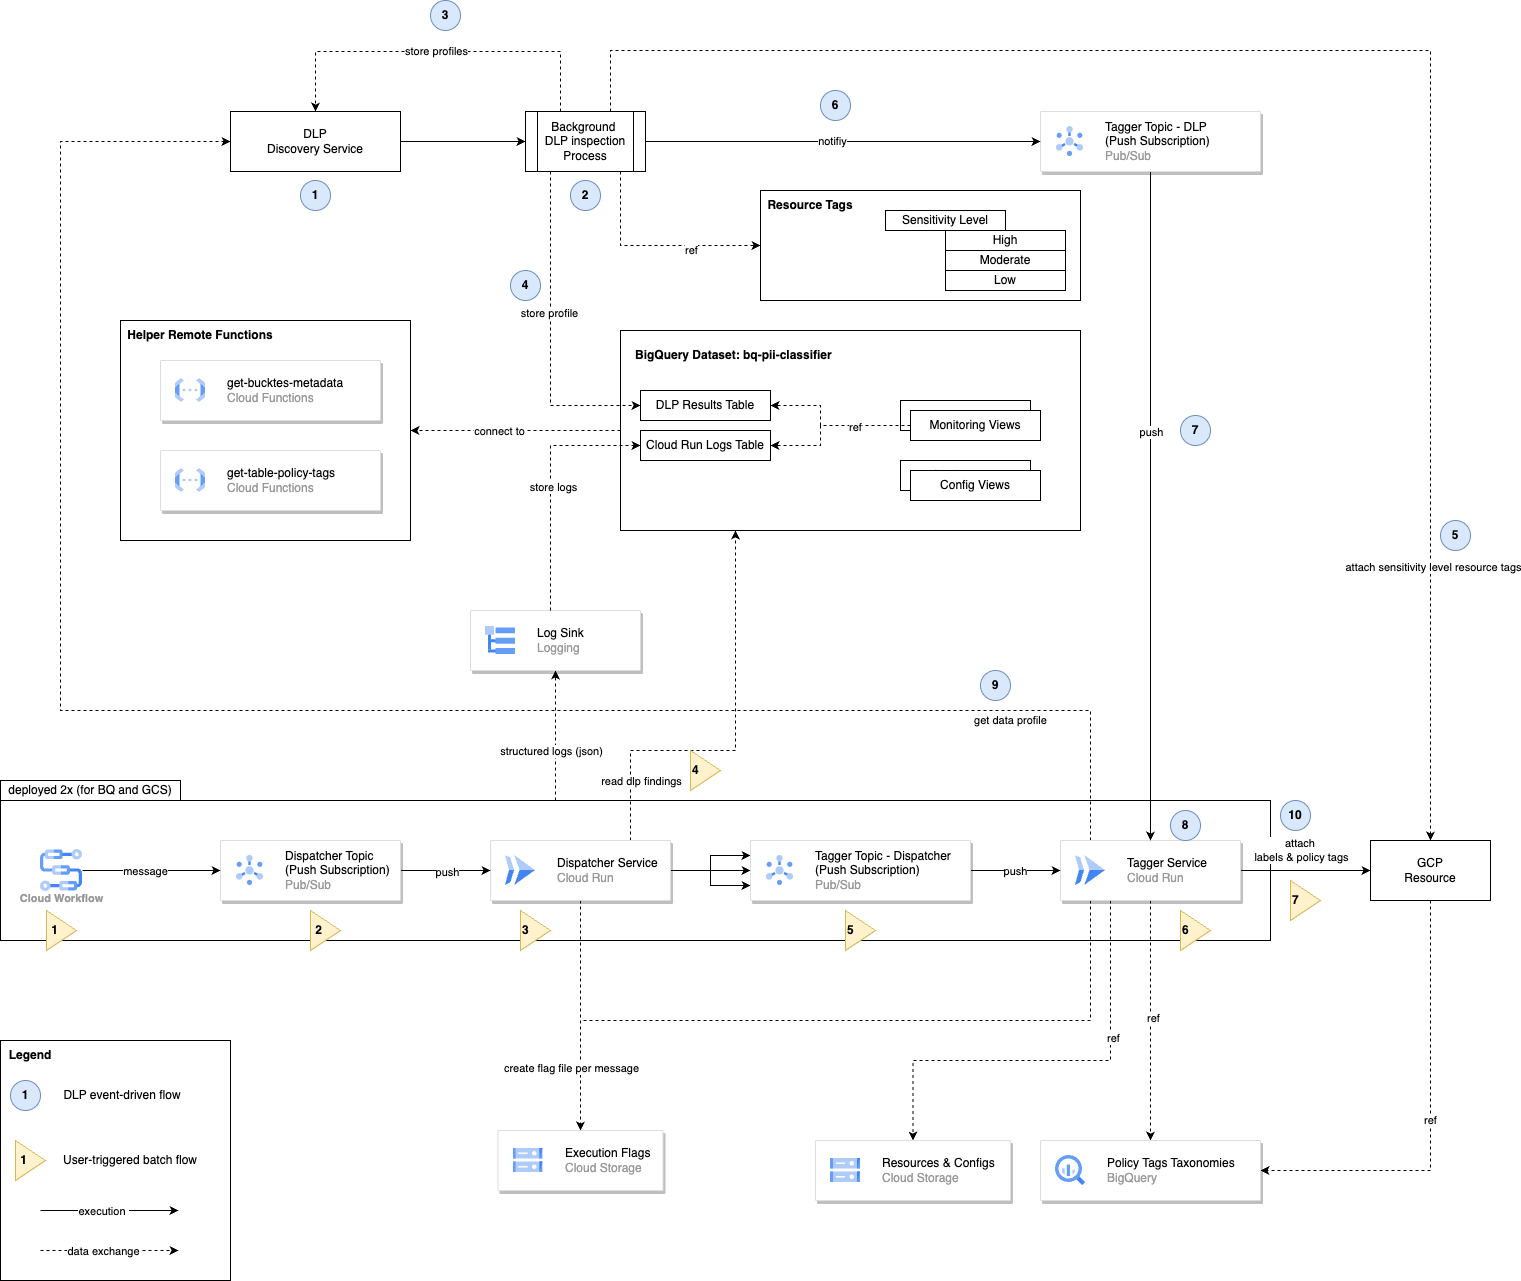 3
store profiles
DLP
Discovery Service
1
Background
DLP inspection
Process
2
6
notifiy
Tagger Topic - DLP
(Push Subscription)
Pub/Sub
Resource Tags
Sensitivity Level
High
Moderate
Low
ref
4
store profile
Helper Remote Functions
get-bucktes-metadata
Cloud Functions
get-table-policy-tags
Cloud Functions
connect to
BigQuery Dataset: bq-pii-classifier
DLP Results Table
Cloud Run Logs Table
ref
Monitoring Views
Config Views
push
7
store logs
5
attach sensitivity level resource tags
Log Sink
Logging
9
get data profile
structured logs (json)
read dlp findings
4
deployed 2x (for BQ and GCS)
Cloud Workflow
1
message
Dispatcher Topic
(Push Subscription)
Pub/Sub
2
push
Dispatcher Service
Cloud Run
3
Tagger Topic - Dispatcher
(Push Subscription)
Pub/Sub
5
push
8
Tagger Service
Cloud Run
6
10
attach
labels & policy tags
7
GCP
Resource
ref
ref
ref
create flag file per message
Execution Flags
Cloud Storage
Resources & Configs
Cloud Storage
Policy Tags Taxonomies
BigQuery
Legend
1
DLP event-driven flow
1
User-triggered batch flow
execution
data exchange